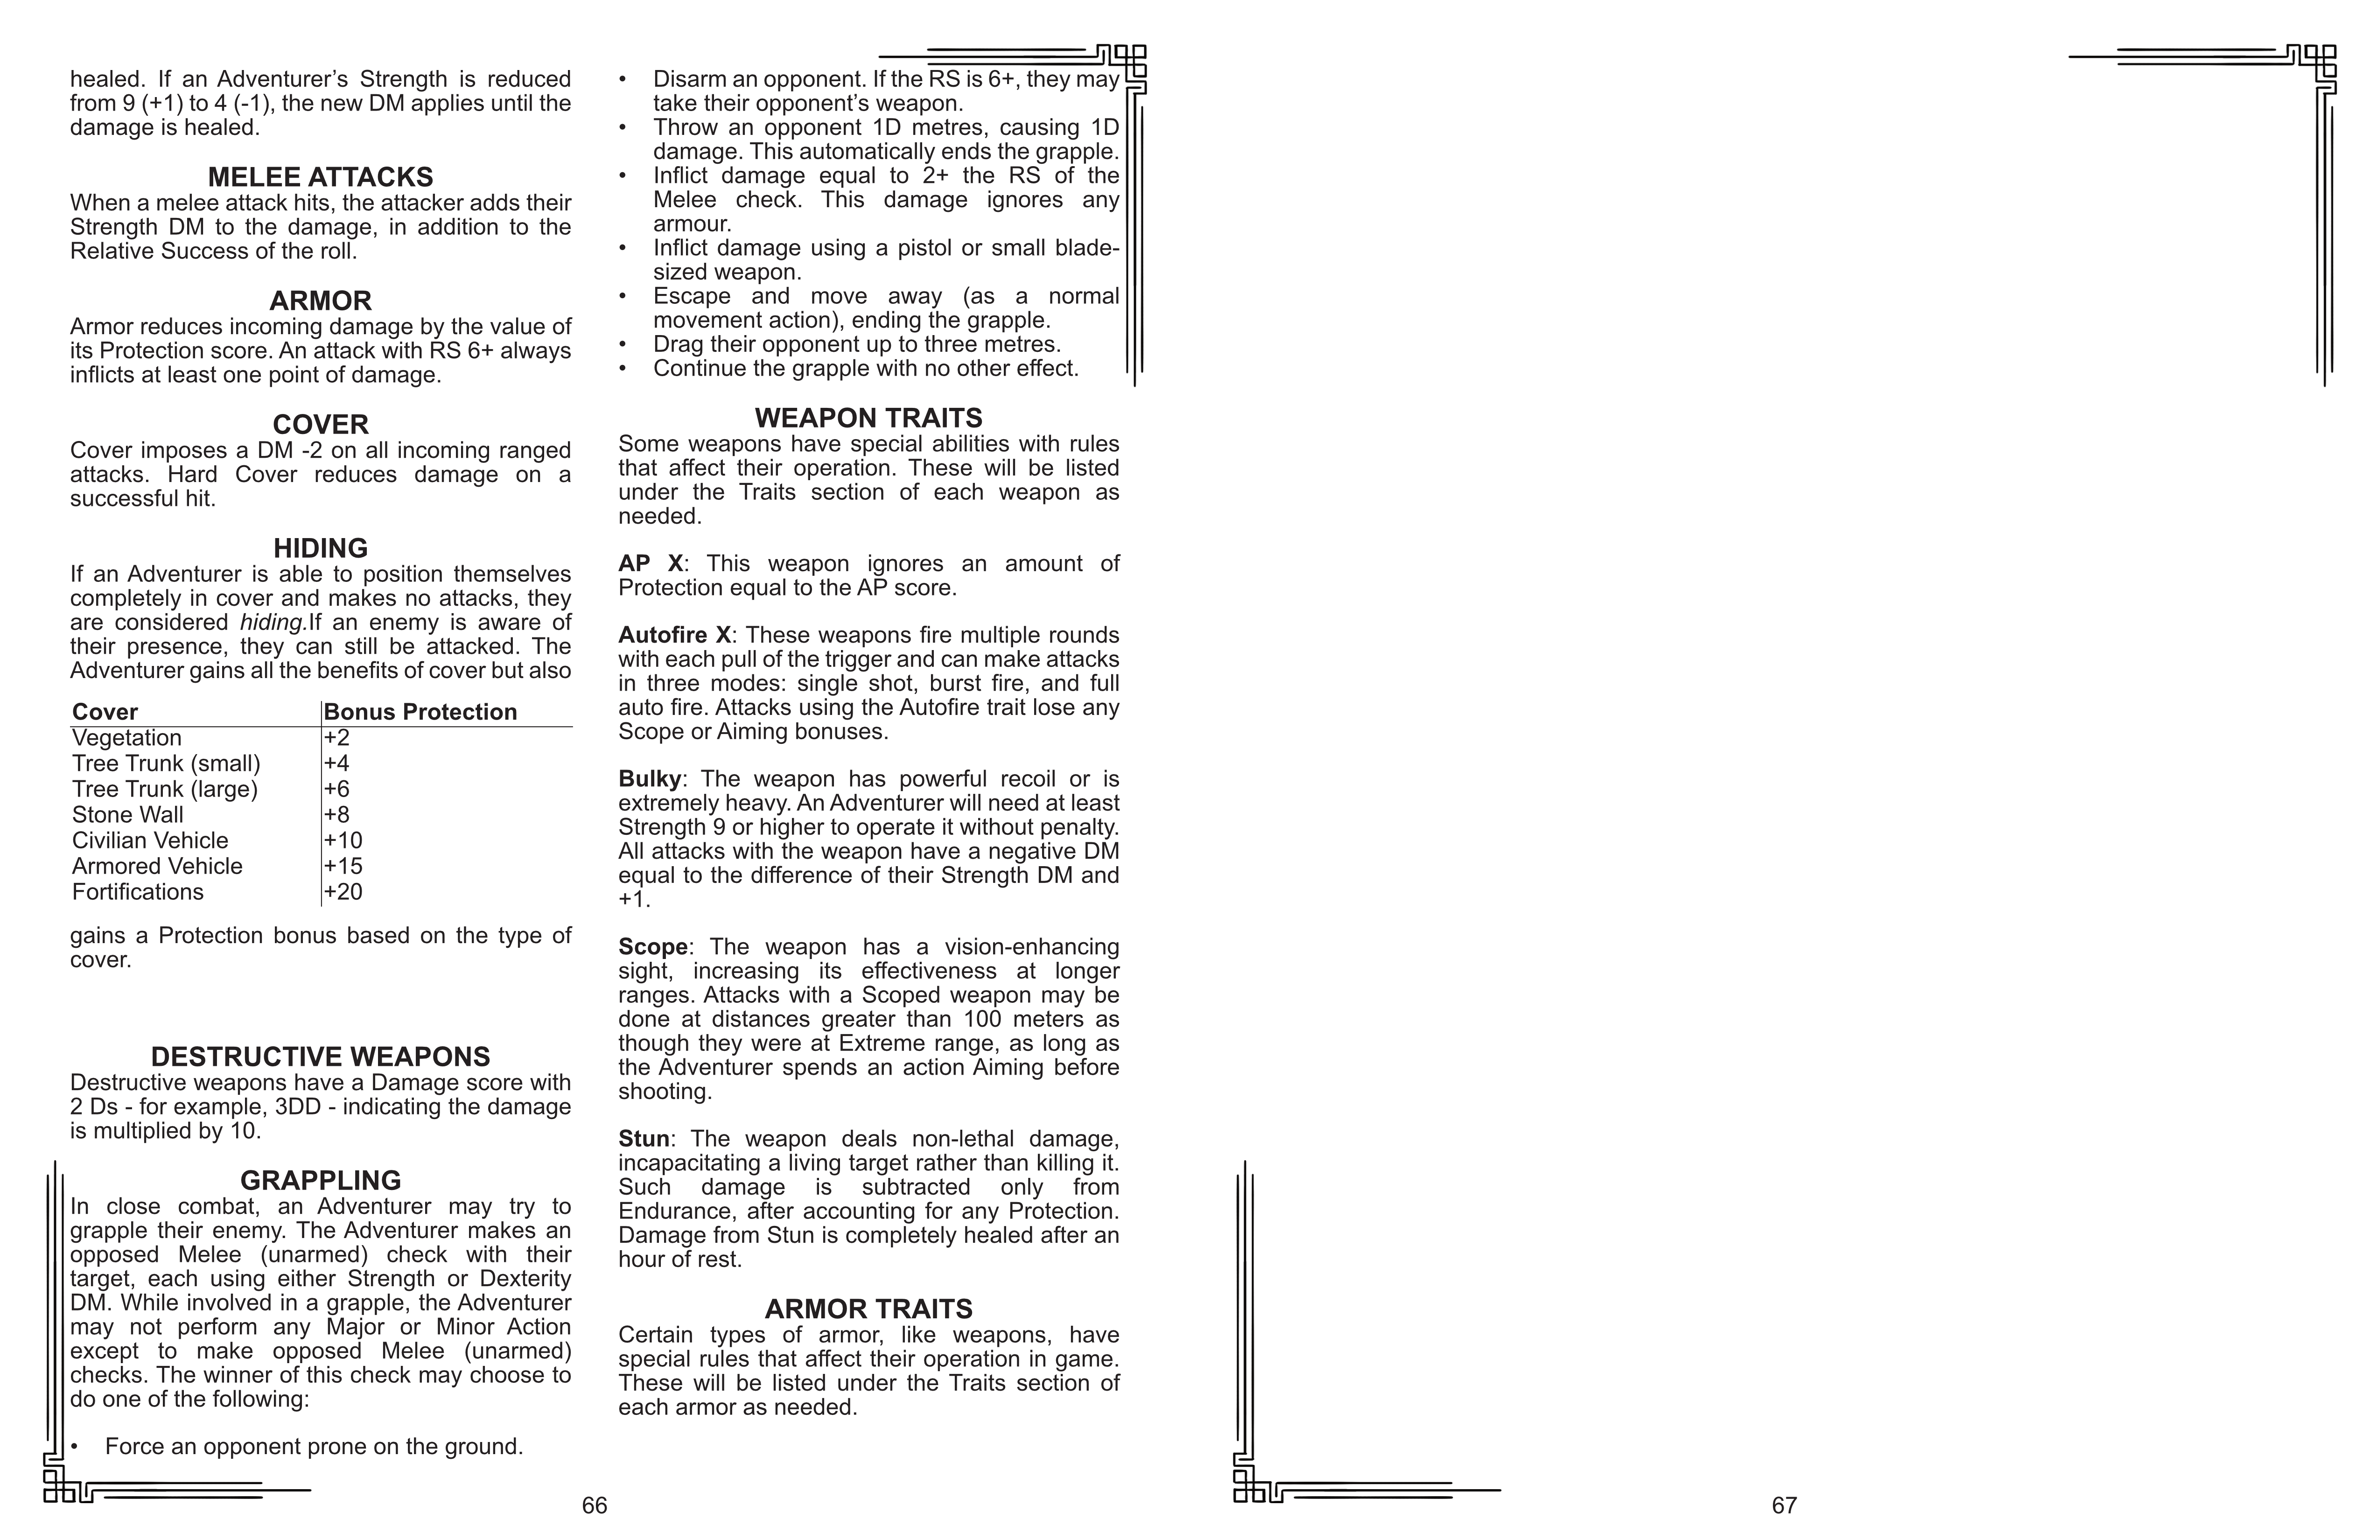 healed. If an Adventurer’s Strength is reduced
from 9 (+1) to 4 (-1), the new DM applies until the
damage is healed.
MELEE ATTACKS
When a melee attack hits, the attacker adds their
Strength DM to the damage, in addition to the
Relative Success of the roll.
ARMOR
Armor reduces incoming damage by the value of
its Protection score. An attack with RS 6+ always
inflicts at least one point of damage.
COVER
Cover imposes a DM -2 on all incoming ranged
attacks. Hard Cover reduces damage on a
successful hit.
HIDING
If an Adventurer is able to position themselves
completely in cover and makes no attacks, they
are considered hiding.If an enemy is aware of
their presence, they can still be attacked. The
Adventurer gains all the benefits of cover but also
Cover Bonus Protection
Vegetation +2
Tree Trunk (small) +4
Tree Trunk (large) +6
Stone Wall +8
Civilian Vehicle +10
Armored Vehicle +15
Fortifications +20
gains a Protection bonus based on the type of
cover.
DESTRUCTIVE WEAPONS
Destructive weapons have a Damage score with
2 Ds - for example, 3DD - indicating the damage
is multiplied by 10.
GRAPPLING
In close combat, an Adventurer may try to
grapple their enemy. The Adventurer makes an
opposed Melee (unarmed) check with their
target, each using either Strength or Dexterity
DM. While involved in a grapple, the Adventurer
may not perform any Major or Minor Action
except to make opposed Melee (unarmed)
checks. The winner of this check may choose to
do one of the following:
• Force an opponent prone on the ground.
• Disarm an opponent. If the RS is 6+, they may
take their opponent’s weapon.
• Throw an opponent 1D metres, causing 1D
damage. This automatically ends the grapple.
• Inflict damage equal to 2+ the RS of the
Melee check. This damage ignores any
armour.
• Inflict damage using a pistol or small blade-
sized weapon.
• Escape and move away (as a normal
movement action), ending the grapple.
• Drag their opponent up to three metres.
• Continue the grapple with no other effect.
WEAPON TRAITS
Some weapons have special abilities with rules
that affect their operation. These will be listed
under the Traits section of each weapon as
needed.
AP X: This weapon ignores an amount of
Protection equal to the AP score.
Autofire X: These weapons fire multiple rounds
with each pull of the trigger and can make attacks
in three modes: single shot, burst fire, and full
auto fire. Attacks using the Autofire trait lose any
Scope or Aiming bonuses.
Bulky: The weapon has powerful recoil or is
extremely heavy. An Adventurer will need at least
Strength 9 or higher to operate it without penalty.
All attacks with the weapon have a negative DM
equal to the difference of their Strength DM and
+1.
Scope: The weapon has a vision-enhancing
sight, increasing its effectiveness at longer
ranges. Attacks with a Scoped weapon may be
done at distances greater than 100 meters as
though they were at Extreme range, as long as
the Adventurer spends an action Aiming before
shooting.
Stun: The weapon deals non-lethal damage,
incapacitating a living target rather than killing it.
Such damage is subtracted only from
Endurance, after accounting for any Protection.
Damage from Stun is completely healed after an
hour of rest.
ARMOR TRAITS
Certain types of armor, like weapons, have
special rules that affect their operation in game.
These will be listed under the Traits section of
each armor as needed.
66
67